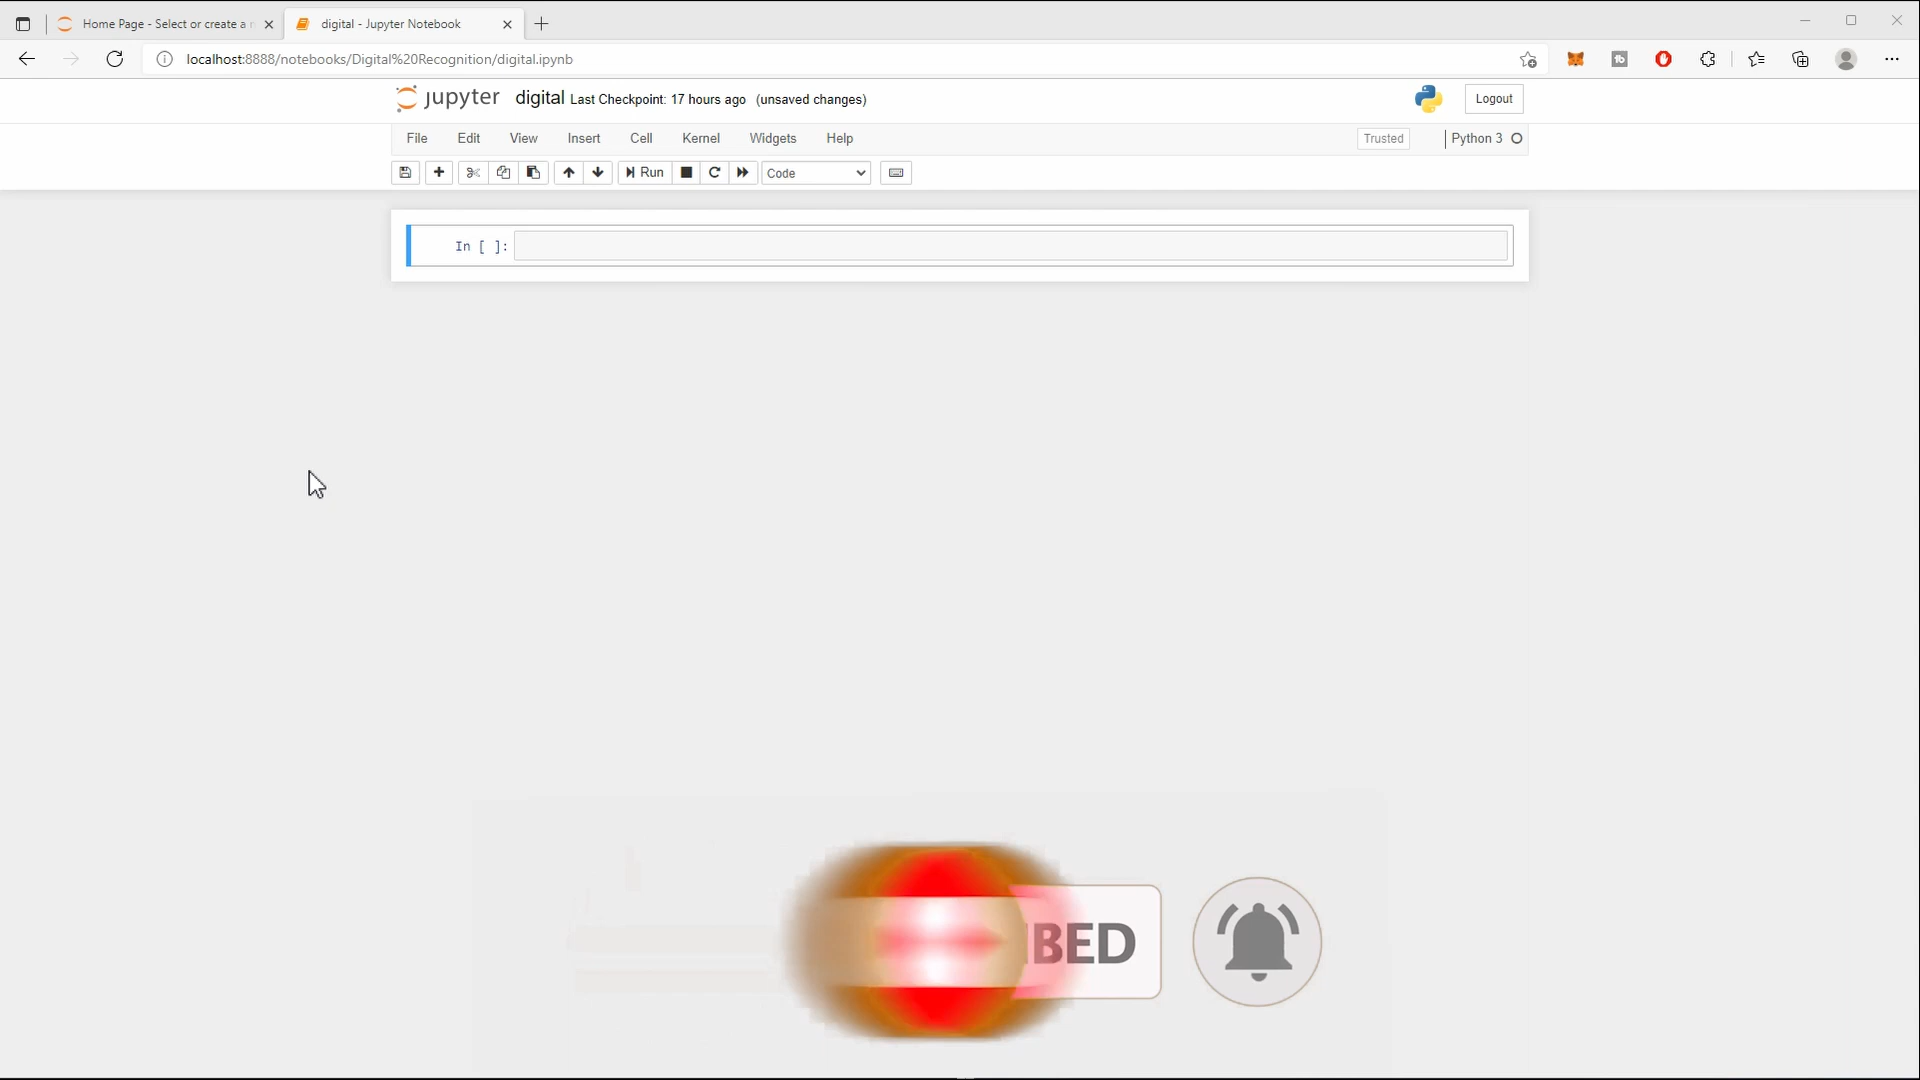 Home Page - Select or create a
digital - Jupyter Notebook
localhost:8888/notebooks/Digital%20Recognition/digital.ipynb
jupyter digital Last Checkpoint: 17 hours ago (unsaved changes)
Logout
File Edit View Insert Cell Kernel Widgets Help
Trusted
Python 3
Run
Code
In [ ]:
BED